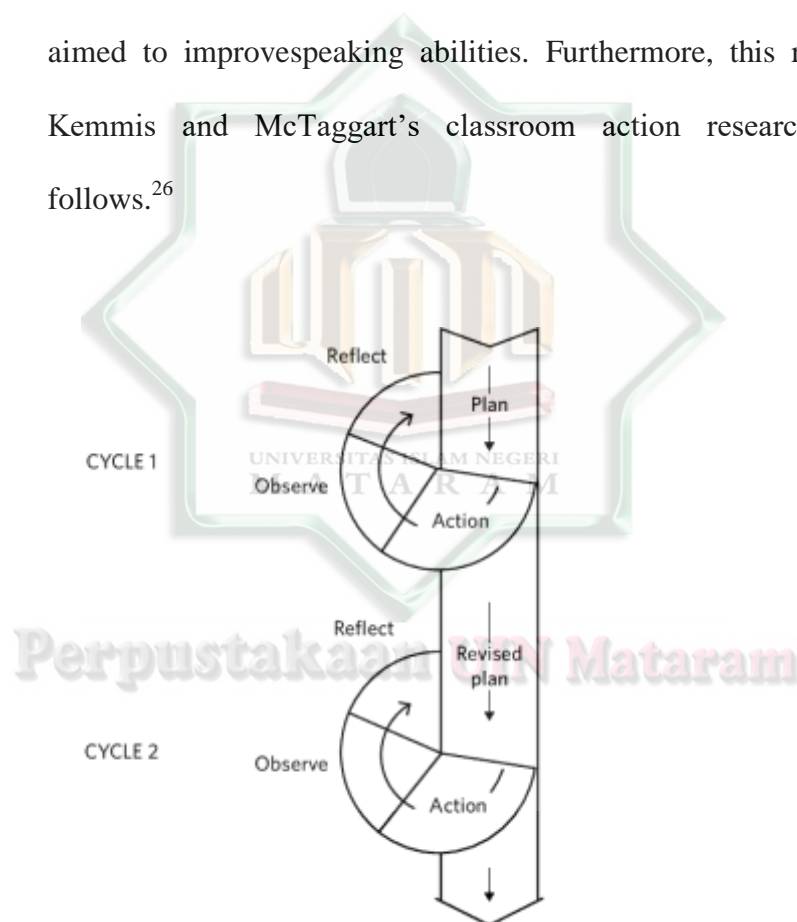 aimed to improvespeaking abilities. Furthermore, this
Kemmis and McTaggart’s classroom action researc
follows.26
Reflect
Plan
CYCLE 1
UNIVERSITAS ISLAM NEGERI
Observe
MATARAM
Action
Reflect
Perpustakaan UIN Mataram
Revised
plan
CYCLE 2
Observe
Action